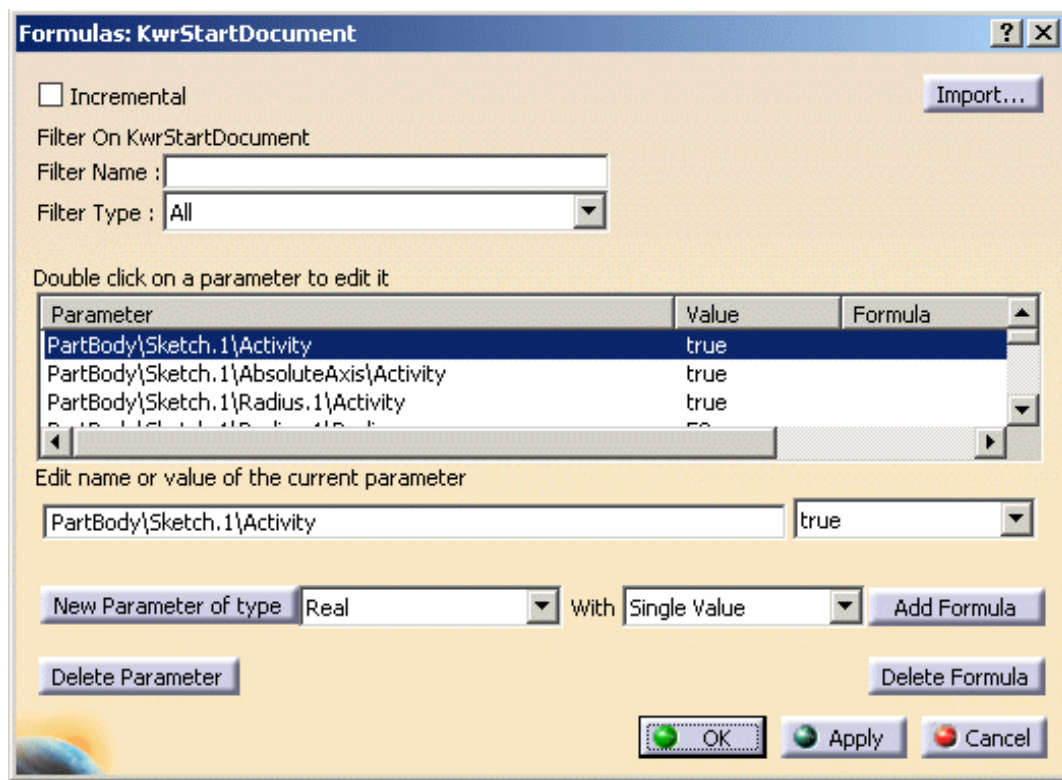 Formulas: KwrStartDocument
Incremental Import...
Filter On KwrStartDocument
Filter Name :
Filter Type : All
Double click on a parameter to edit it
Parameter Value Formula
PartBody\Sketch.1\Activity true
PartBody\Sketch.1\AbsoluteAxis\Activity true
PartBody\Sketch.1\Radius.1\Activity true
Edit name or value of the current parameter
PartBody\Sketch.1\Activity true
New Parameter of type Real With Single Value Add Formula
Delete Parameter Delete Formula
OK Apply Cancel